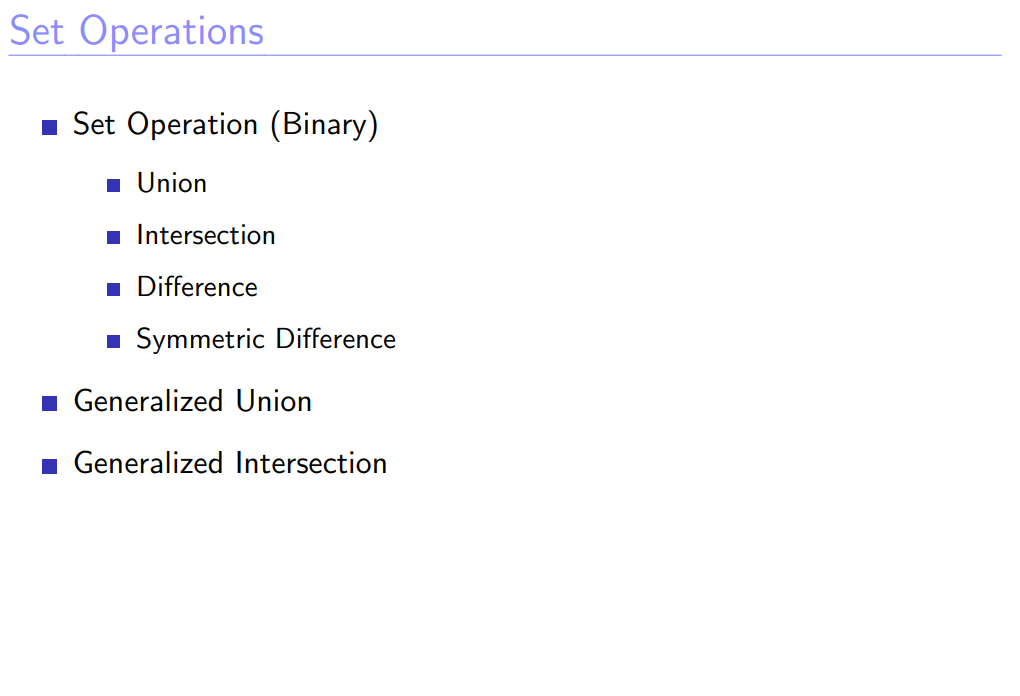 Set Operations
Set Operation (Binary)
Union
Intersection
Difference
Symmetric Difference
Generalized Union
Generalized Intersection